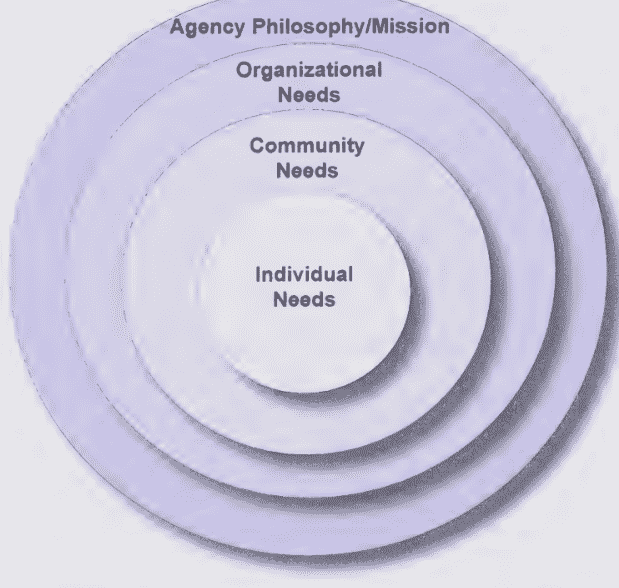 Agency Philosophy/Mission
Organizational
Needs
Community
Needs
Individual
Needs